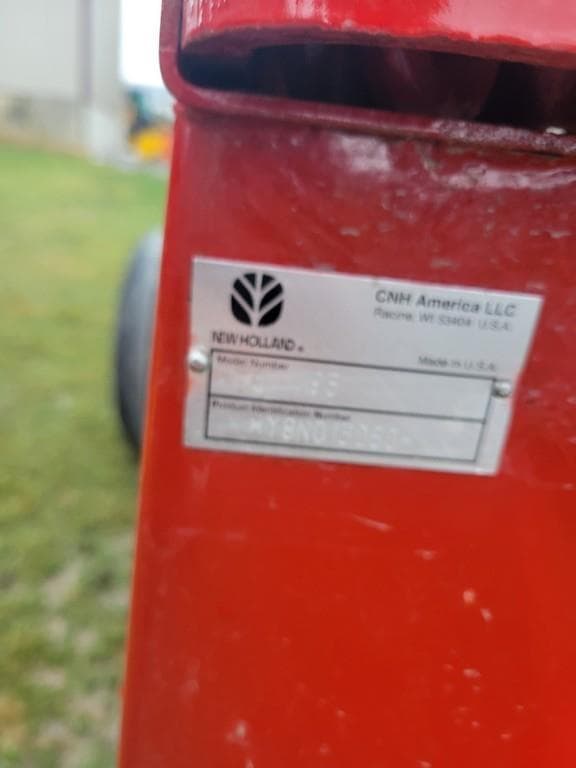 CNH America LLC
Racine, WI 53404 U.S.A.
NEW HOLLAND
Made in U.S.A.
Model Number
Product Identification Number